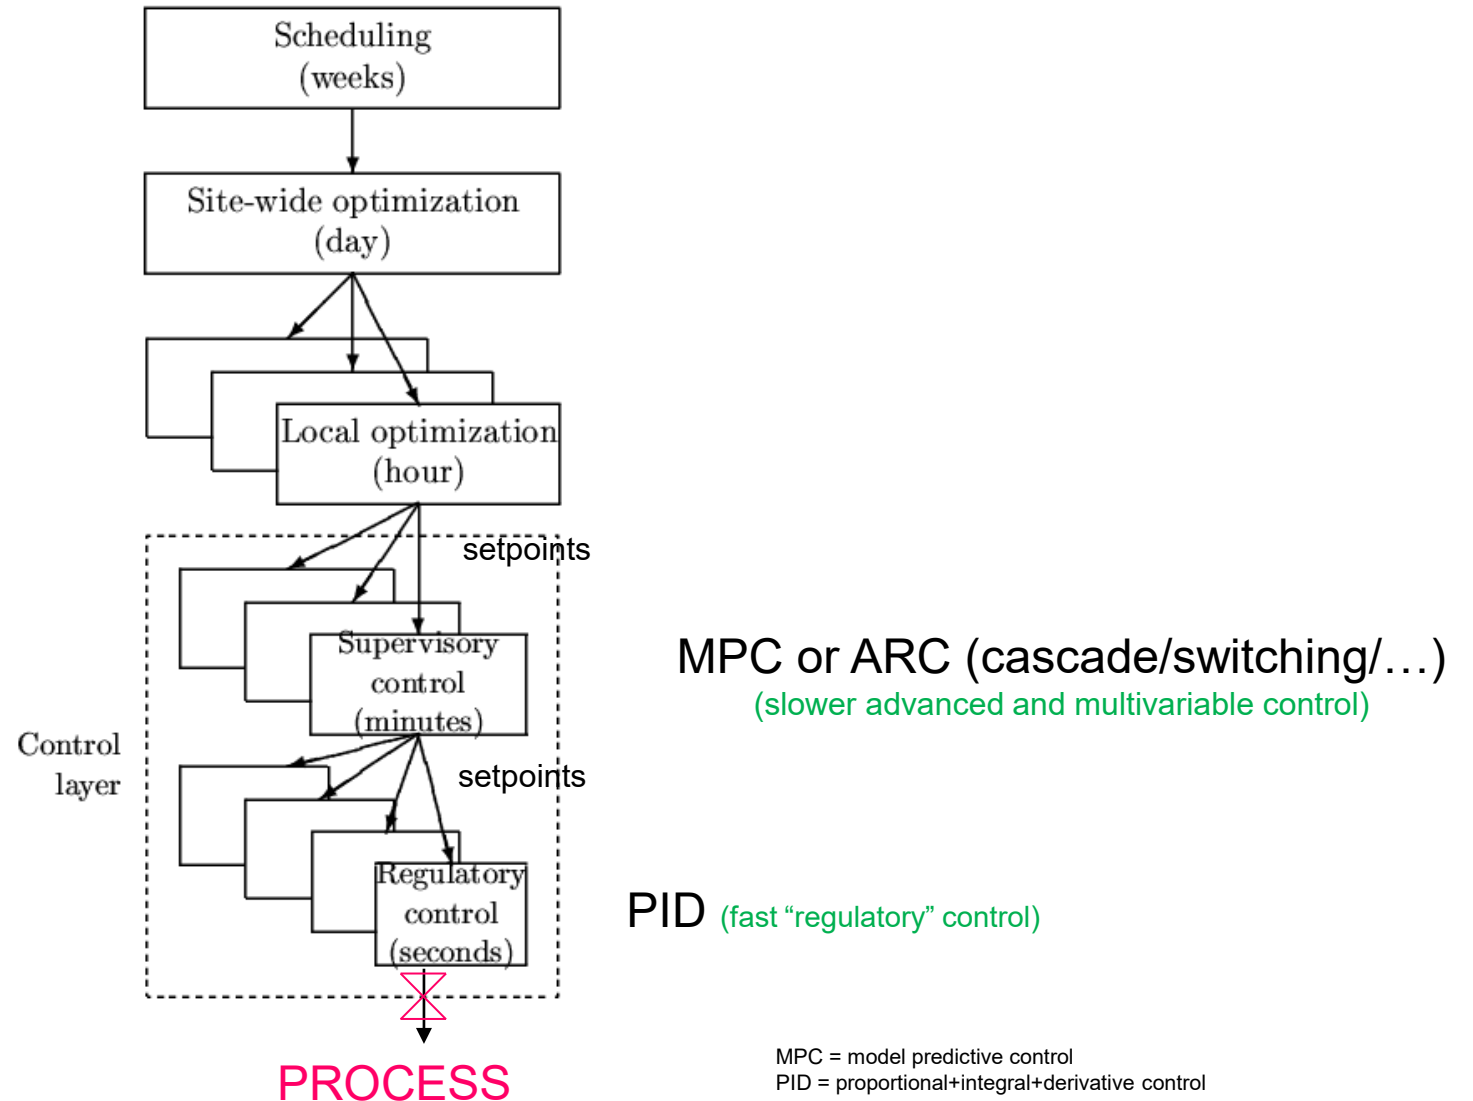 Scheduling
(weeks)
Site-wide optimization
(day)
Local optimization
(hour)
setpoints
Supervisory
control
(minutes)
MPC or ARC (cascade/switching/…)
(slower advanced and multivariable control)
Control
layer
setpoints
Regulatory
control
(seconds)
PID (fast “regulatory” control)
PROCESS
MPC = model predictive control
PID = proportional+integral+derivative control